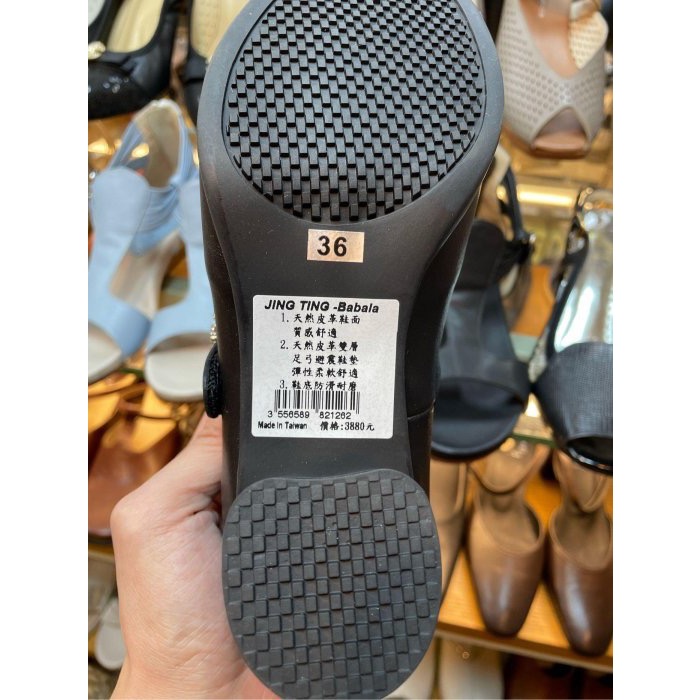 36
JING TING -Babala
1. 天然皮革鞋面
質感舒適
2. 天然皮革雙層
足弓避震鞋墊
彈性柔軟舒適
3. 鞋底防滑耐磨
3 556589 821262
Made in Taiwan 價格:3880元